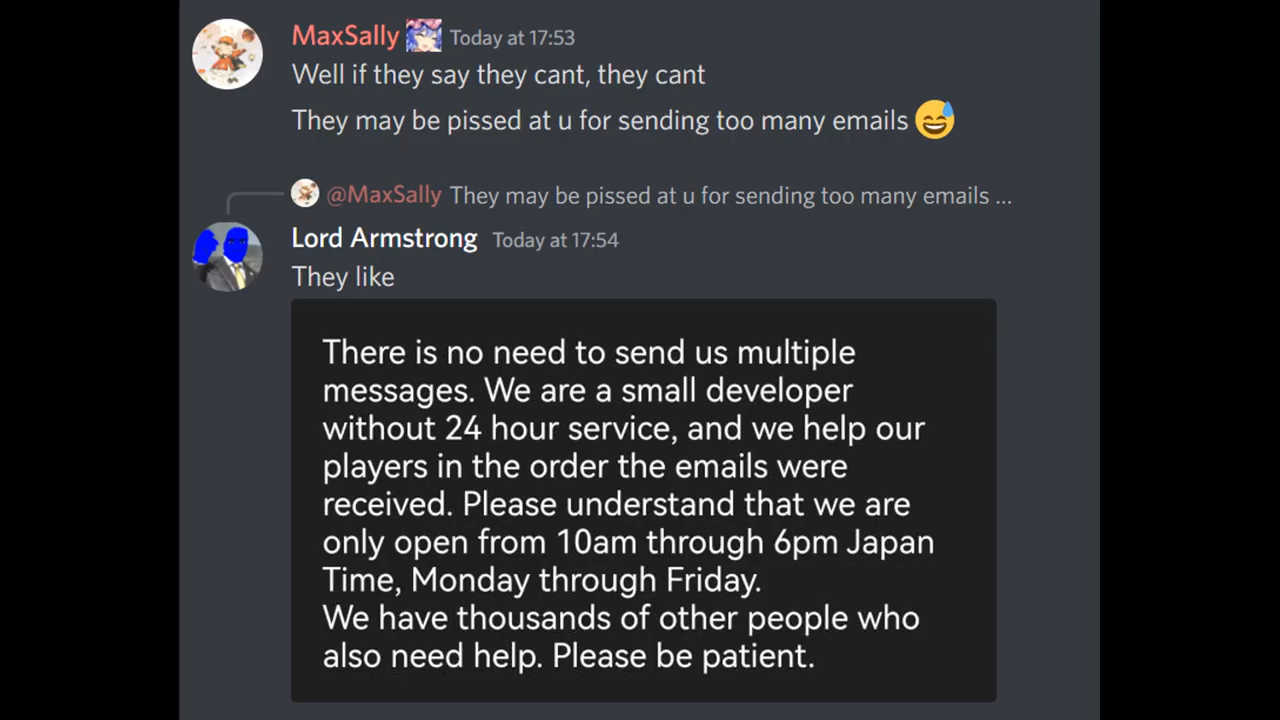 MaxSally Today at 17:53
Well if they say they cant, they cant
They may be pissed at u for sending too many emails 😅
@MaxSally They may be pissed at u for sending too many emails ...
Lord Armstrong Today at 17:54
They like
There is no need to send us multiple
messages. We are a small developer
without 24 hour service, and we help our
players in the order the emails were
received. Please understand that we are
only open from 10am through 6pm Japan
Time, Monday through Friday.
We have thousands of other people who
also need help. Please be patient.